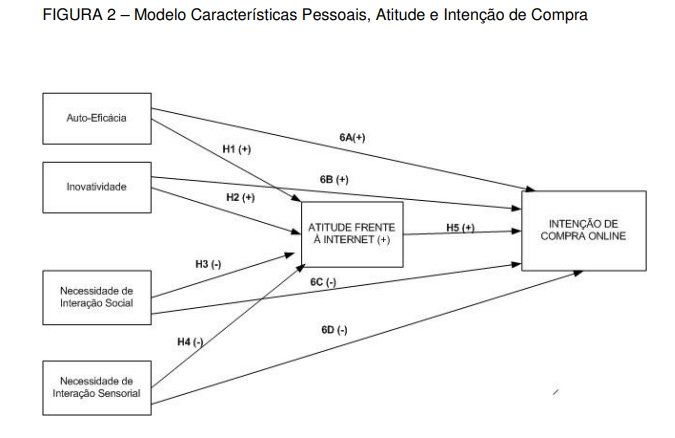 FIGURA 2 – Modelo Características Pessoais, Atitude e Intenção de Compra
Auto-Eficácia
6A(+)
H1 (+)
6B (+)
Inovatividade
H2 (+)
ATITUDE FRENTE
À INTERNET (+)
H5 (+)
INTENÇÃO DE
COMPRA ONLINE
H3 (-)
6C (-)
Necessidade de
Interação Social
6D (-)
H4 (-)
Necessidade de
Interação Sensorial